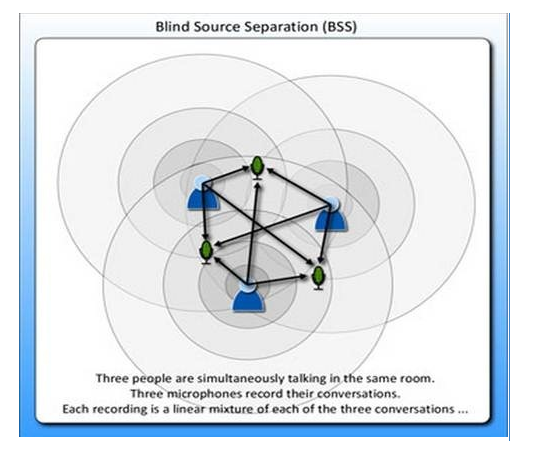 Blind Source Separation (BSS)
Three people are simultaneously talking in the same room.
Three microphones record their conversations.
Each recording is a linear mixture of each of the three conversations ...